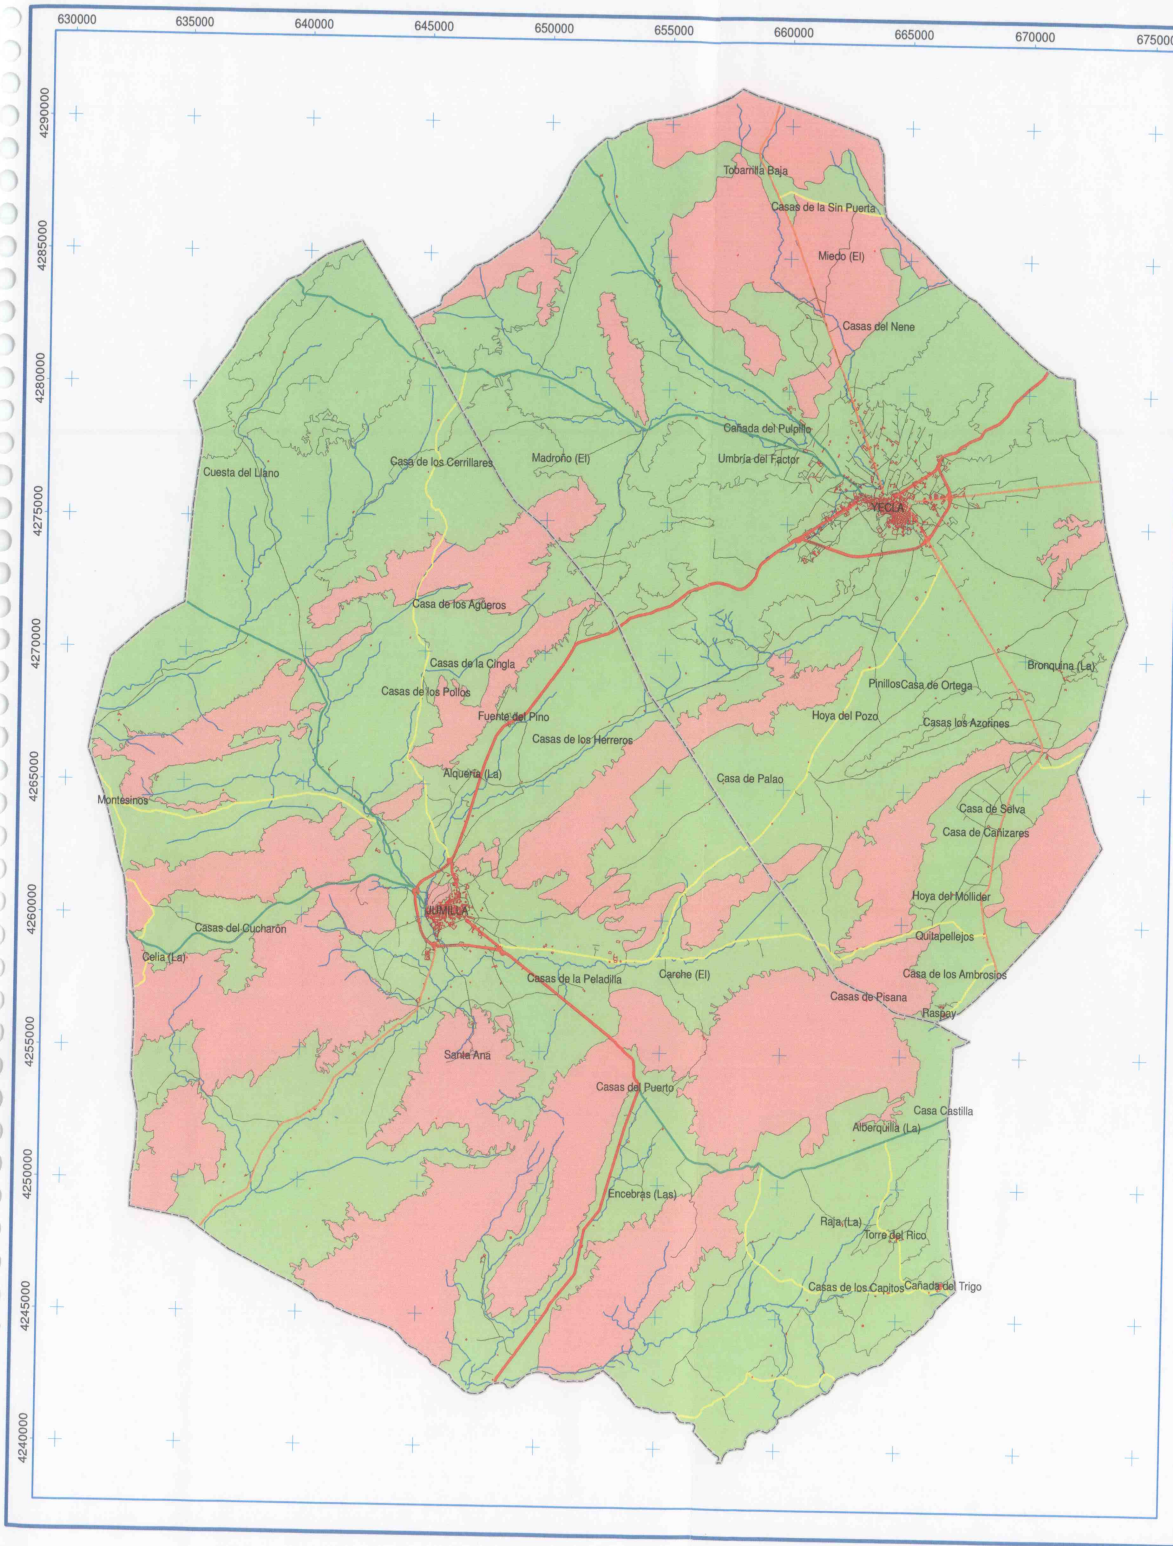 630000 635000 640000 645000 650000 655000 660000 665000 670000 675000
4290000
4285000
4280000
4275000
4270000
4265000
4260000
4255000
4250000
4245000
4240000
Tobarrilla Baja
Casas de la Sin Puerta
Miedo (El)
Casas del Nene
Cañada del Pulpillo
Umbría del Factor
Madroño (El)
Casa de los Cerrillares
Cuesta del Llano
YECLA
Casa de los Agüeros
Casas de la Cingla
Bronquina (La)
Pinillos Casa de Ortega
Casas de los Pollos
Fuente del Pino
Hoya del Pozo
Casas los Azorines
Casas de los Herreros
Alquería (La)
Casa de Palao
Montesinos
Casa de Selva
Casa de Cañizares
Hoya del Mollidar
JUMILLA
Casas del Cucharón
Quitapellejos
Celia (La)
Casas de la Peladilla
Carche (El)
Casa de los Ambrosios
Casas de Pisana
Raspay
Santa Ana
Casas del Puerto
Casa Castilla
Alberquilla (La)
Encebras (Las)
Raja (La)
Torre del Rico
Casas de los Capitos
Cañada del Trigo